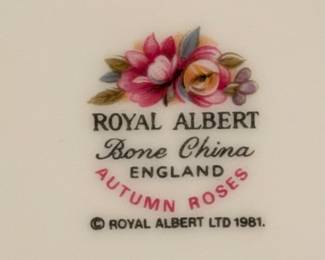 ROYAL ALBERT
Bone China
ENGLAND
AUTUMN ROSES
© ROYAL ALBERT LTD 1981.